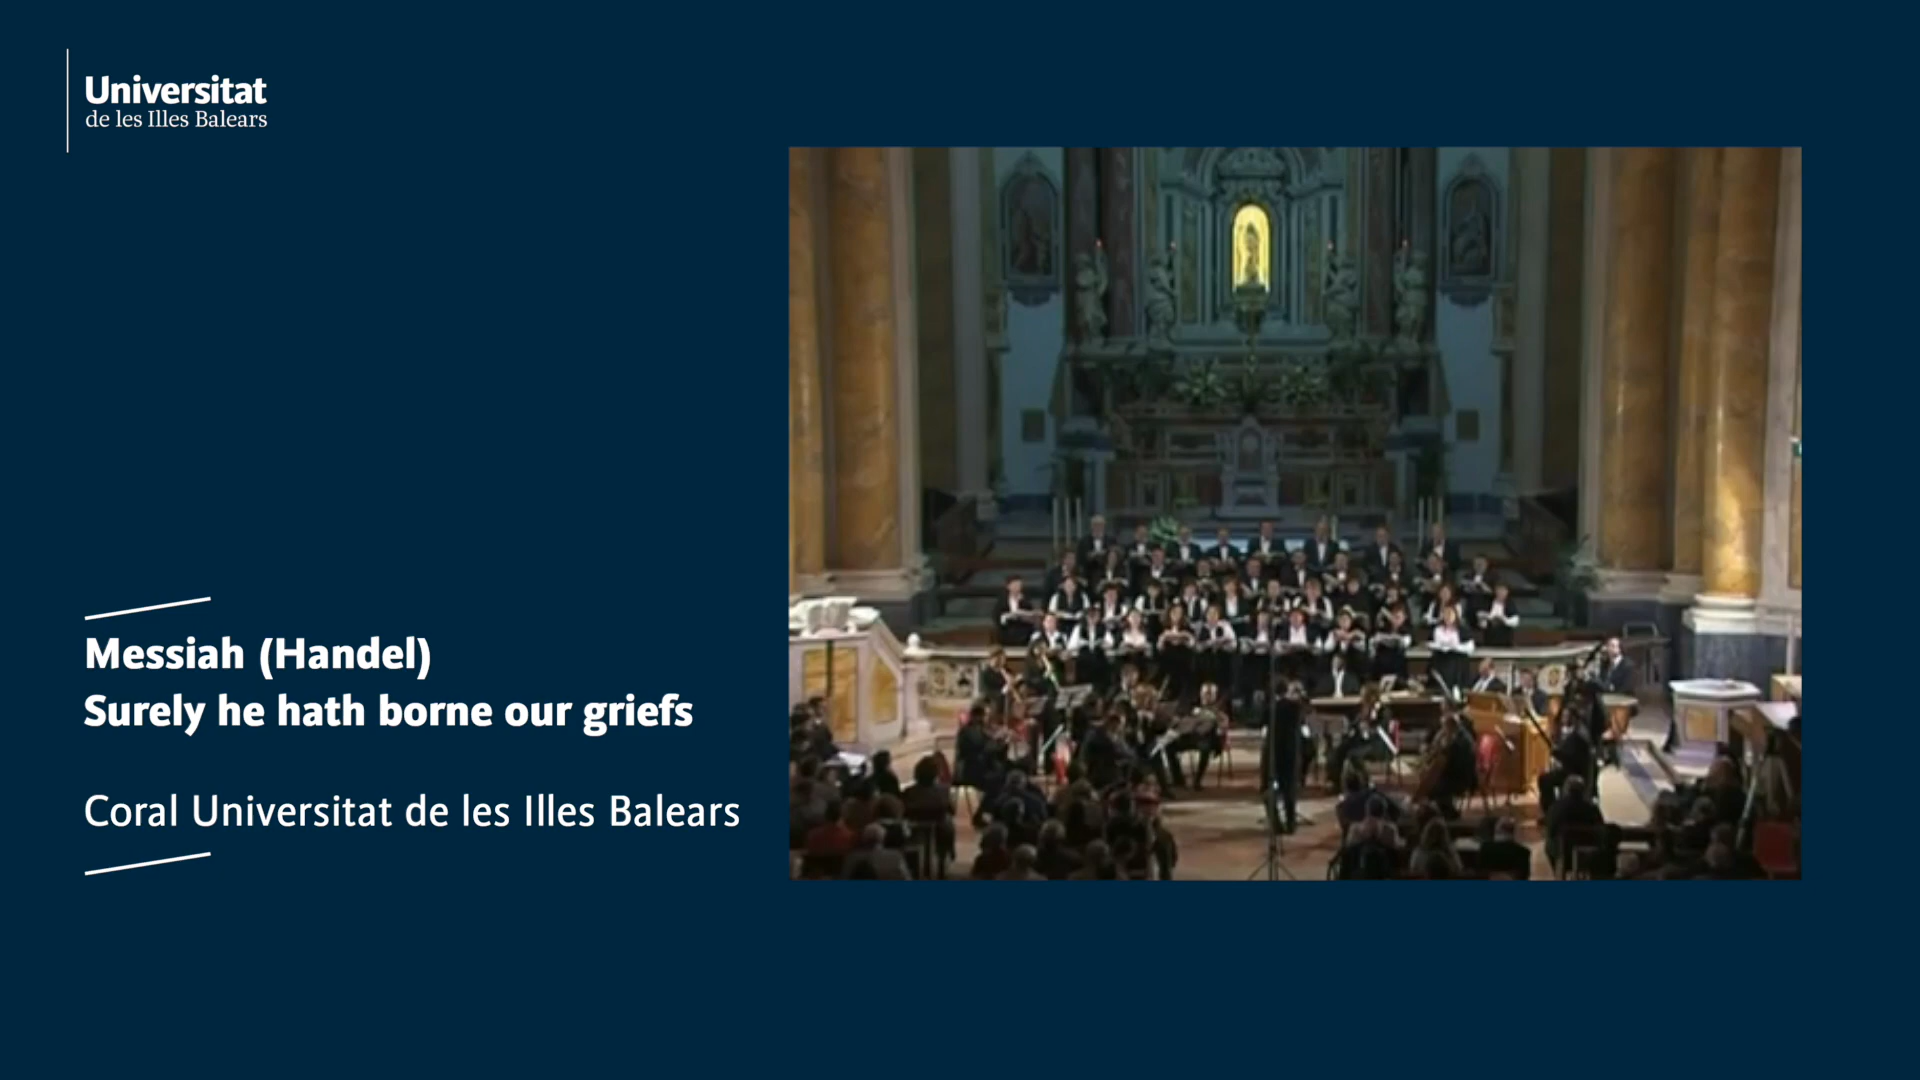 Universitat
de les Illes Balears
Messiah (Handel)
Surely he hath borne our griefs
Coral Universitat de les Illes Balears